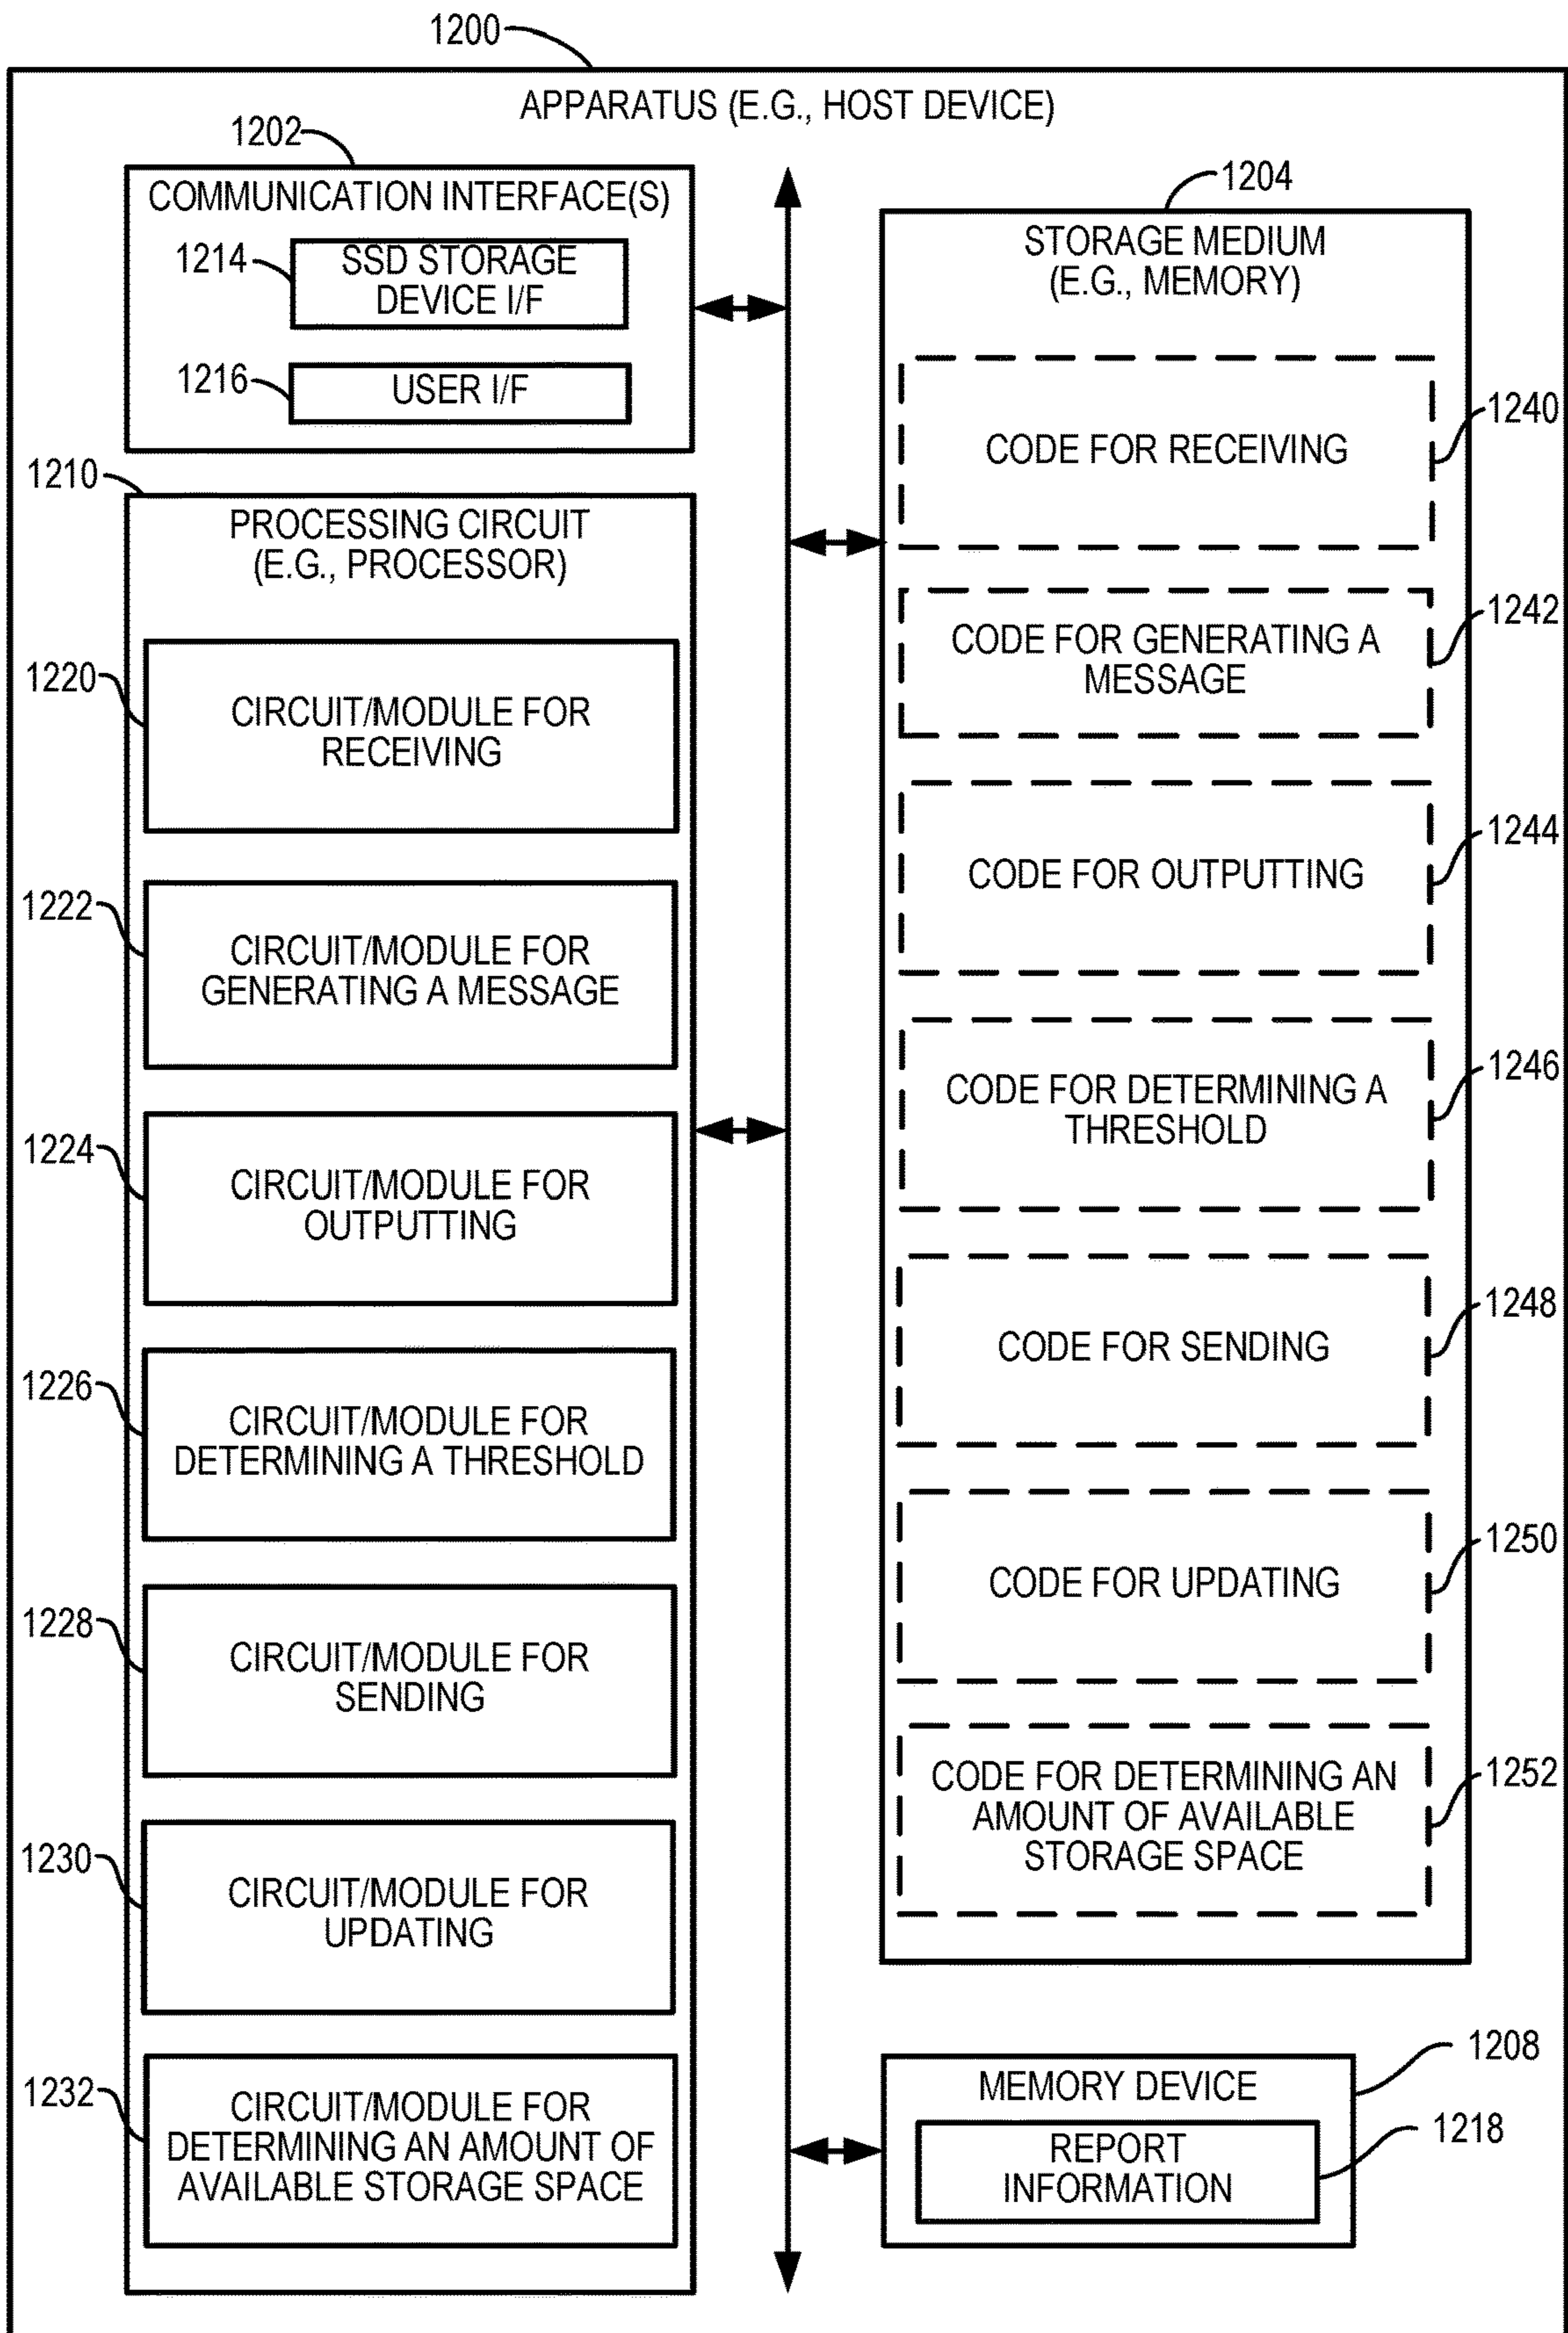 1200
APPARATUS (E.G., HOST DEVICE)
1202
COMMUNICATION INTERFACE(S)
1214
SSD STORAGE
DEVICE I/F
1216
USER I/F
1210
PROCESSING CIRCUIT
(E.G., PROCESSOR)
1220
CIRCUIT/MODULE FOR
RECEIVING
1222
CIRCUIT/MODULE FOR
GENERATING A MESSAGE
1224
CIRCUIT/MODULE FOR
OUTPUTTING
1226
CIRCUIT/MODULE FOR
DETERMINING A THRESHOLD
1228
CIRCUIT/MODULE FOR
SENDING
1230
CIRCUIT/MODULE FOR
UPDATING
1232
CIRCUIT/MODULE FOR
DETERMINING AN AMOUNT OF
AVAILABLE STORAGE SPACE
1204
STORAGE MEDIUM
(E.G., MEMORY)
1240
CODE FOR RECEIVING
1242
CODE FOR GENERATING A
MESSAGE
1244
CODE FOR OUTPUTTING
1246
CODE FOR DETERMINING A
THRESHOLD
1248
CODE FOR SENDING
1250
CODE FOR UPDATING
1252
CODE FOR DETERMINING AN
AMOUNT OF AVAILABLE
STORAGE SPACE
1208
MEMORY DEVICE
1218
REPORT
INFORMATION